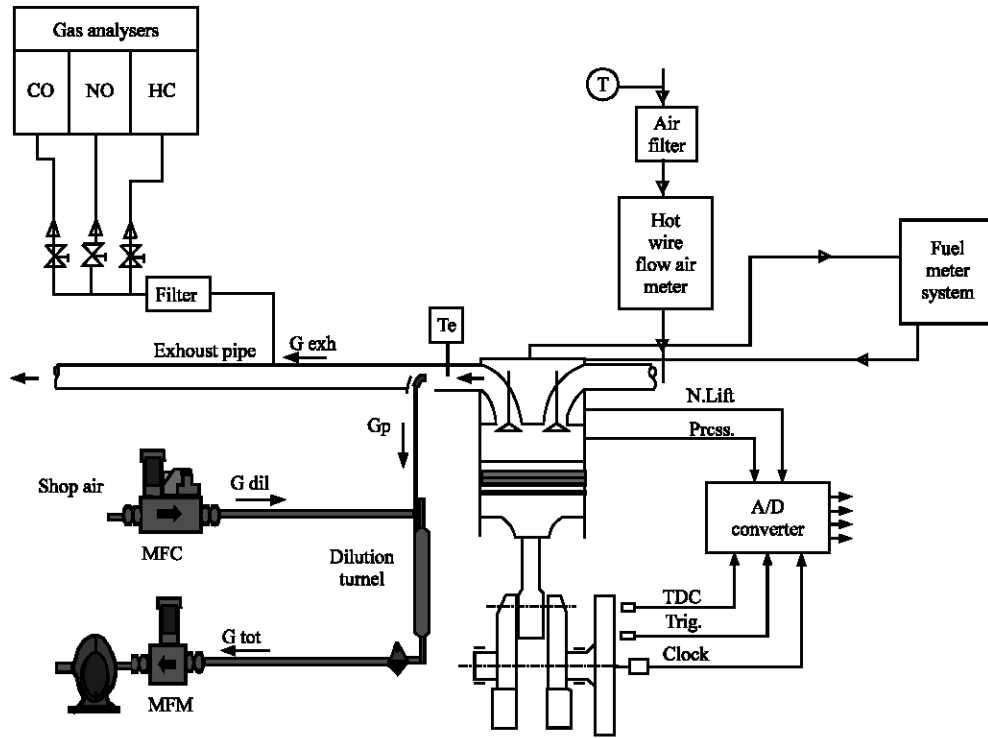 Gas analysers
CO NO HC
T
Air
filter
Hot
wire
flow air
meter
Fuel
meter
system
Filter
Te
G exh
Exhoust pipe
N.Lift
Prcss.
Gp
Shop air
G dil
A/D
converter
MFC
Dilution
turnel
TDC
Trig.
G tot
Clock
MFM